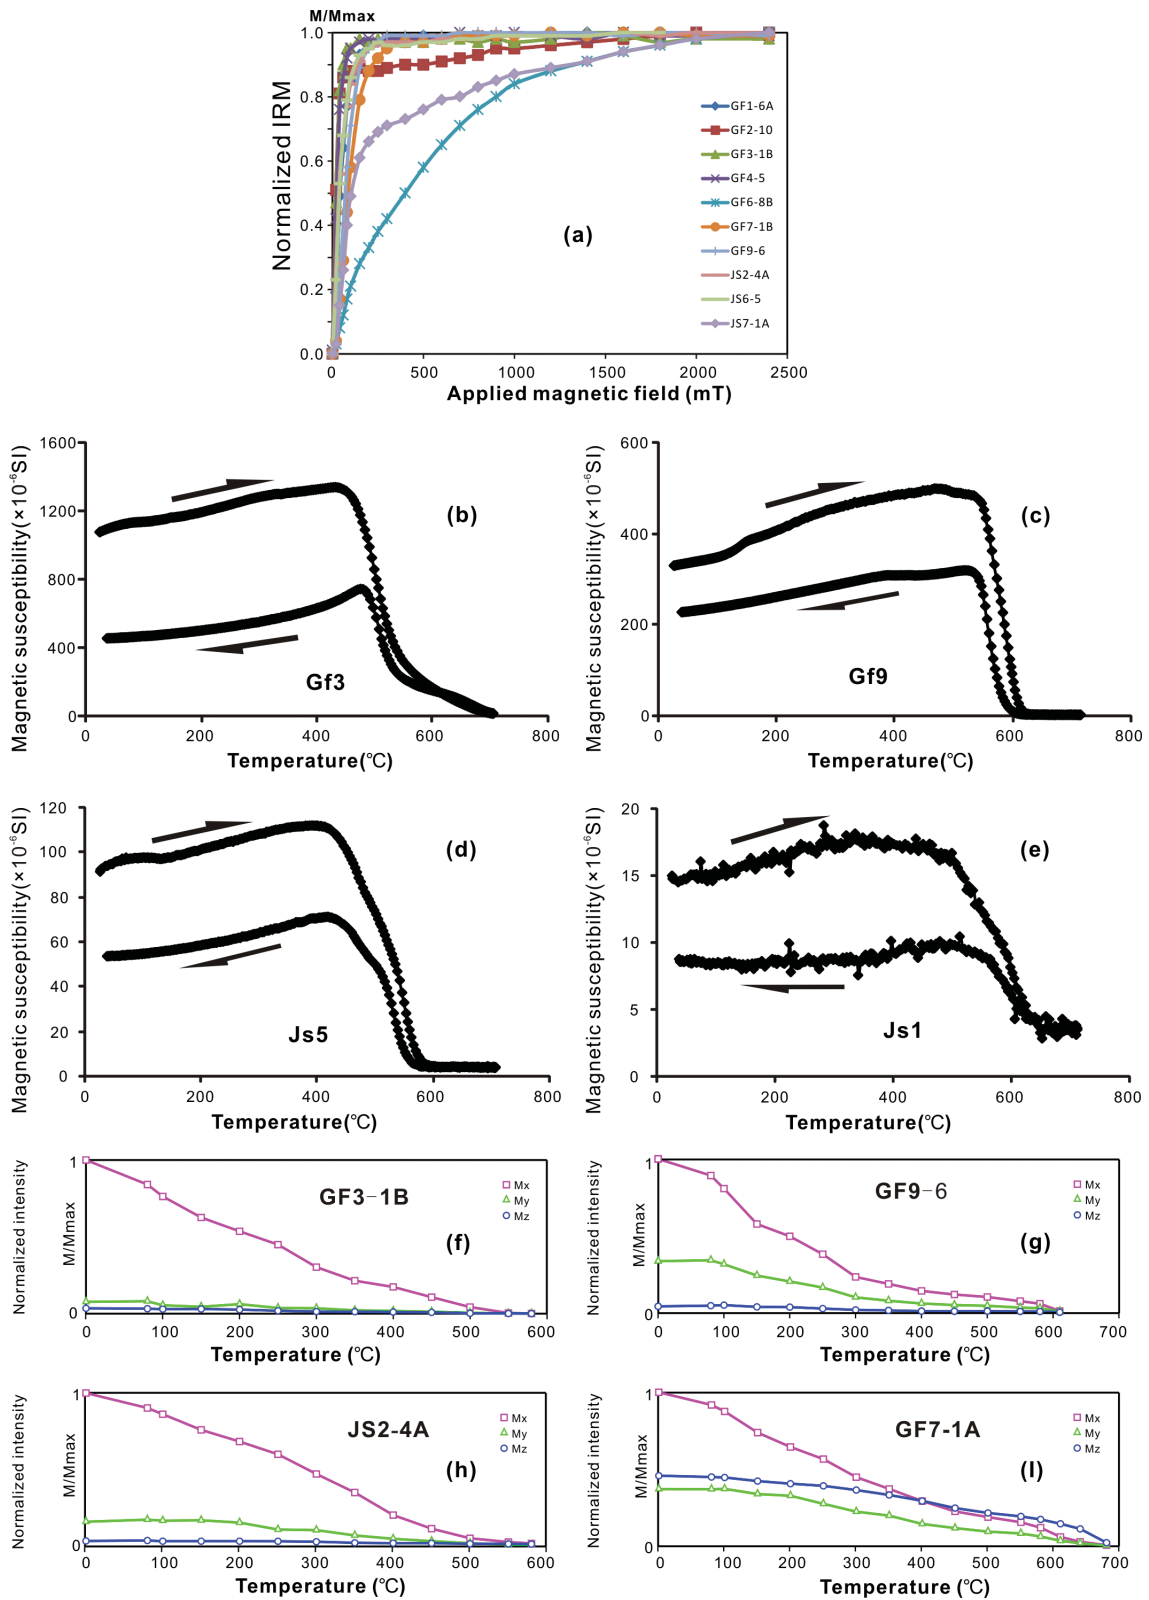 M/Mmax
1.0
0.8
0.6
0.4
0.2
0.0
Normalized IRM
(a)
GF1-6A
GF2-10
GF3-1B
GF4-5
GF6-8B
GF7-1B
GF9-6
JS2-4A
JS6-5
JS7-1A
0 500 1000 1500 2000 2500
Applied magnetic field (mT)
Magnetic susceptibility(×10⁻⁶SI)
1600
1200
800
400
0
(b)
Gf3
0 200 400 600 800
Temperature(℃)
Magnetic susceptibility(×10⁻⁶SI)
600
400
200
0
(c)
Gf9
0 200 400 600 800
Temperature(℃)
Magnetic susceptibility(×10⁻⁶SI)
120
100
80
60
40
20
0
(d)
Js5
0 200 400 600 800
Temperature(℃)
Magnetic susceptibility(×10⁻⁶SI)
20
15
10
5
0
(e)
Js1
0 200 400 600 800
Temperature(℃)
Normalized intensity
M/Mmax
1
0
GF3-1B
Mx
My
Mz
(f)
0 100 200 300 400 500 600
Temperature (℃)
Normalized intensity
M/Mmax
1
0
GF9-6
Mx
My
Mz
(g)
0 100 200 300 400 500 600 700
Temperature (℃)
Normalized intensity
M/Mmax
1
0
JS2-4A
Mx
My
Mz
(h)
0 100 200 300 400 500 600
Temperature (℃)
Normalized intensity
M/Mmax
1
0
GF7-1A
Mx
My
Mz
(I)
0 100 200 300 400 500 600 700
Temperature (℃)